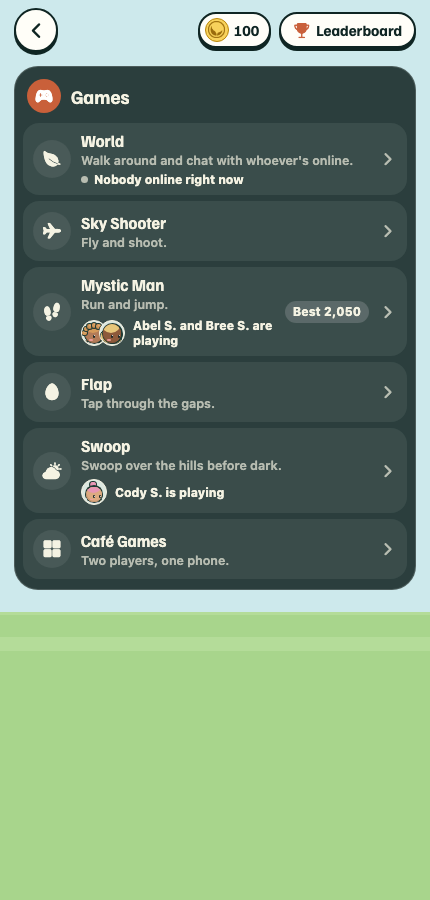 100
Leaderboard
Games
World
Walk around and chat with whoever's online.
Nobody online right now
Sky Shooter
Fly and shoot.
Mystic Man
Run and jump.
Abel S. and Bree S. are
playing
Best 2,050
Flap
Tap through the gaps.
Swoop
Swoop over the hills before dark.
Cody S. is playing
Café Games
Two players, one phone.